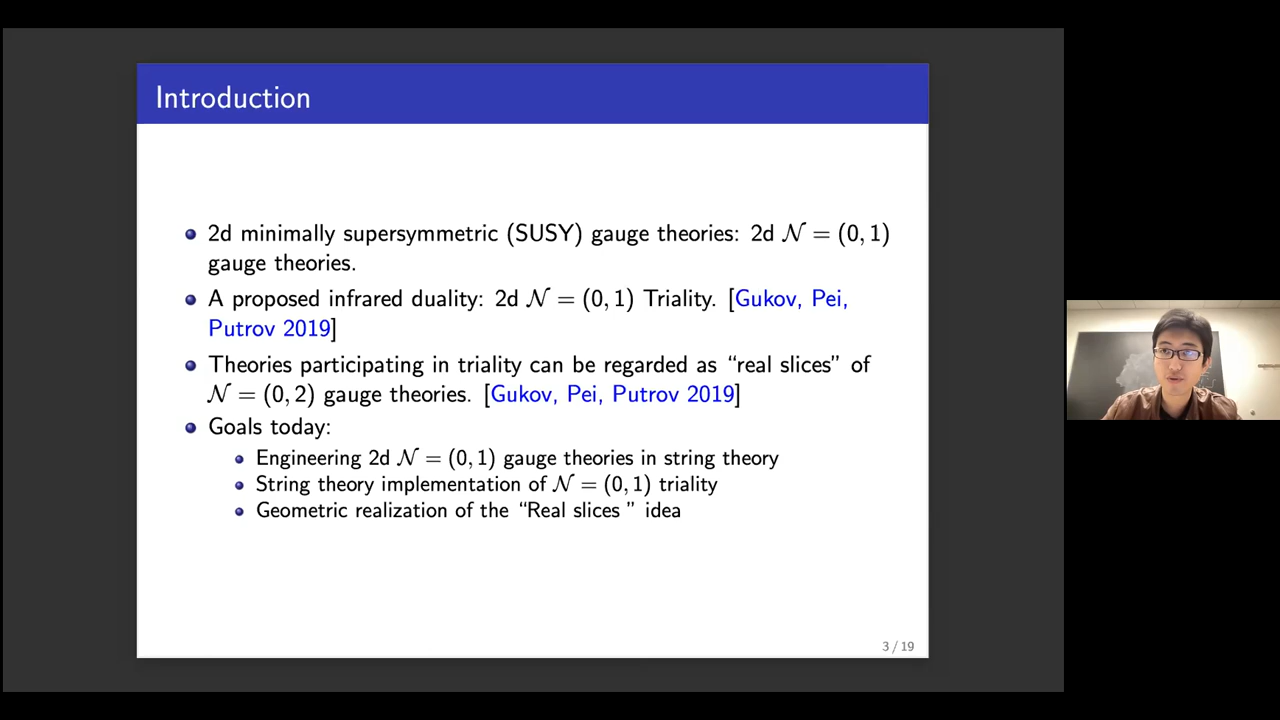 Introduction
2d minimally supersymmetric (SUSY) gauge theories: 2d 𝒩 = (0, 1)
gauge theories.
A proposed infrared duality: 2d 𝒩 = (0, 1) Triality. [Gukov, Pei,
Putrov 2019]
Theories participating in triality can be regarded as “real slices” of
𝒩 = (0, 2) gauge theories. [Gukov, Pei, Putrov 2019]
Goals today:
Engineering 2d 𝒩 = (0, 1) gauge theories in string theory
String theory implementation of 𝒩 = (0, 1) triality
Geometric realization of the “Real slices ” idea
3 / 19